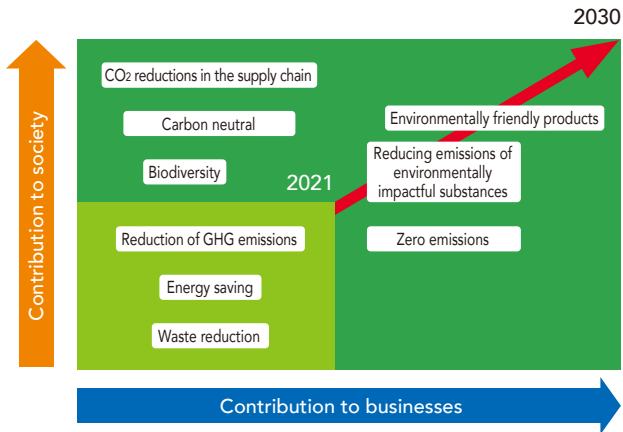 2030
CO2 reductions in the supply chain
Carbon neutral
Biodiversity
2021
Environmentally friendly products
Reducing emissions of
environmentally
impactful substances
Zero emissions
Reduction of GHG emissions
Energy saving
Waste reduction
Contribution to society
Contribution to businesses